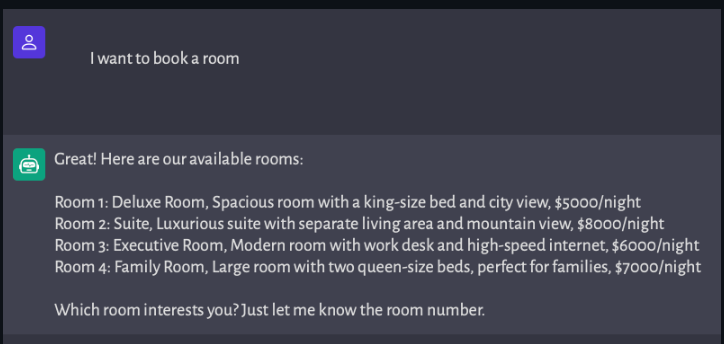 I want to book a room
Great! Here are our available rooms:
Room 1: Deluxe Room, Spacious room with a king-size bed and city view, $5000/night
Room 2: Suite, Luxurious suite with separate living area and mountain view, $8000/night
Room 3: Executive Room, Modern room with work desk and high-speed internet, $6000/night
Room 4: Family Room, Large room with two queen-size beds, perfect for families, $7000/night
Which room interests you? Just let me know the room number.